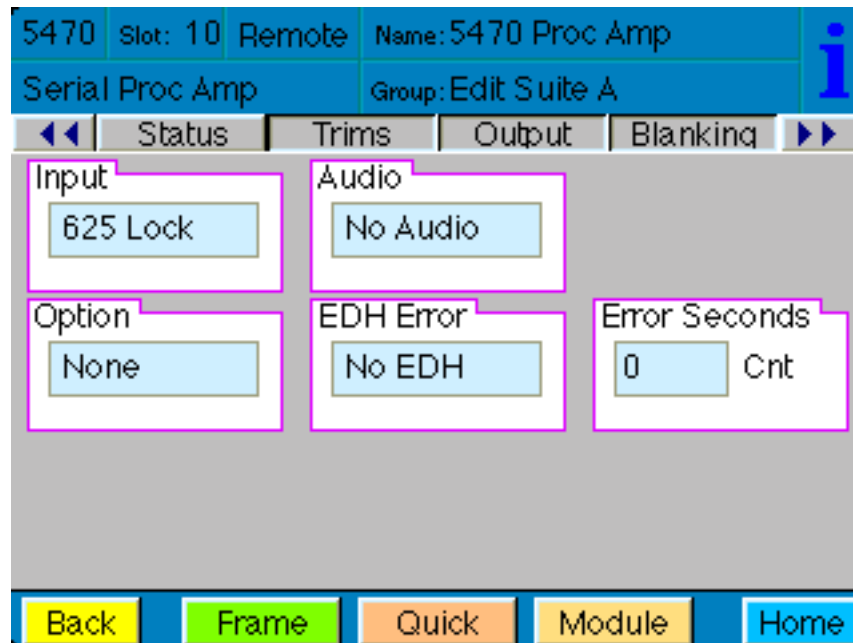 5470 Slot: 10 Remote Name: 5470 Proc Amp
Serial Proc Amp Group: Edit Suite A
Status Trims Output Blanking
Input Audio
625 Lock No Audio
Option EDH Error Error Seconds
None No EDH 0 Cnt
Back Frame Quick Module Home